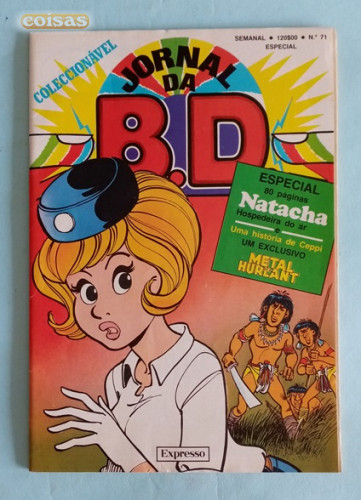 coisas
SEMANAL • 120$00 • N.º 71
ESPECIAL
COLECCIONÁVEL
JORNAL
DA
B.D
ESPECIAL
80 páginas
Natacha
Hospedeira do ar
e
Uma história de Ceppi
UM EXCLUSIVO
METAL
HURLANT
Expresso